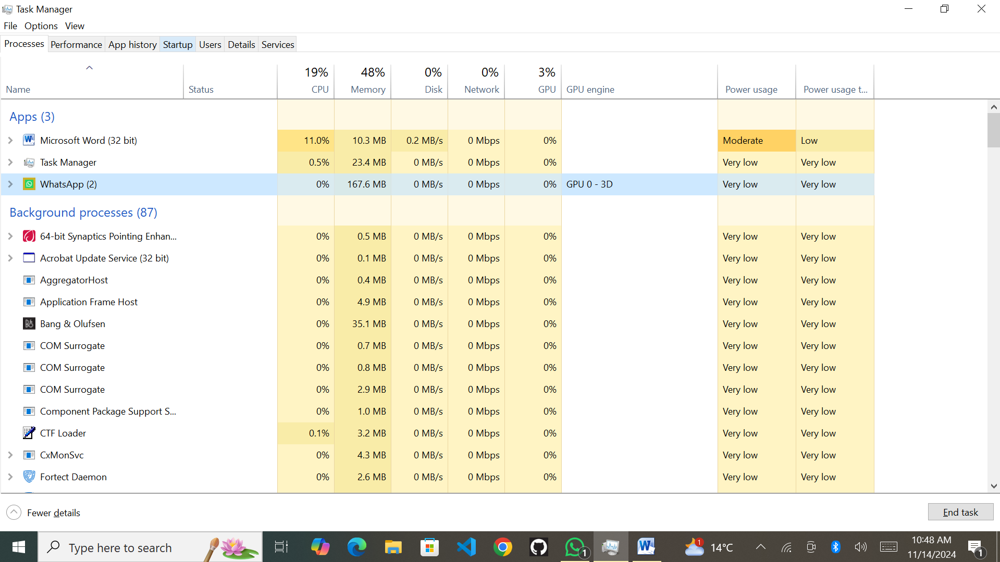 Task Manager
File Options View
Processes Performance App history Startup Users Details Services
19% 48% 0% 0% 3%
Name Status CPU Memory Disk Network GPU GPU engine Power usage Power usage t...
Apps (3)
Microsoft Word (32 bit) 11.0% 10.3 MB 0.2 MB/s 0 Mbps 0% Moderate Low
Task Manager 0.5% 23.4 MB 0 MB/s 0 Mbps 0% Very low Very low
WhatsApp (2) 0% 167.6 MB 0 MB/s 0 Mbps 0% GPU 0 - 3D Very low Very low
Background processes (87)
64-bit Synaptics Pointing Enhan... 0% 0.5 MB 0 MB/s 0 Mbps 0% Very low Very low
Acrobat Update Service (32 bit) 0% 0.1 MB 0 MB/s 0 Mbps 0% Very low Very low
AggregatorHost 0% 0.4 MB 0 MB/s 0 Mbps 0% Very low Very low
Application Frame Host 0% 4.9 MB 0 MB/s 0 Mbps 0% Very low Very low
Bang & Olufsen 0% 35.1 MB 0 MB/s 0 Mbps 0% Very low Very low
COM Surrogate 0% 0.7 MB 0 MB/s 0 Mbps 0% Very low Very low
COM Surrogate 0% 0.8 MB 0 MB/s 0 Mbps 0% Very low Very low
COM Surrogate 0% 2.9 MB 0 MB/s 0 Mbps 0% Very low Very low
Component Package Support S... 0% 1.0 MB 0 MB/s 0 Mbps 0% Very low Very low
CTF Loader 0.1% 3.2 MB 0 MB/s 0 Mbps 0% Very low Very low
CxMonSvc 0% 4.3 MB 0 MB/s 0 Mbps 0% Very low Very low
Fortect Daemon 0% 2.6 MB 0 MB/s 0 Mbps 0% Very low Very low
Fewer details End task
Type here to search 1 1 14°C 10:48 AM 1
11/14/2024